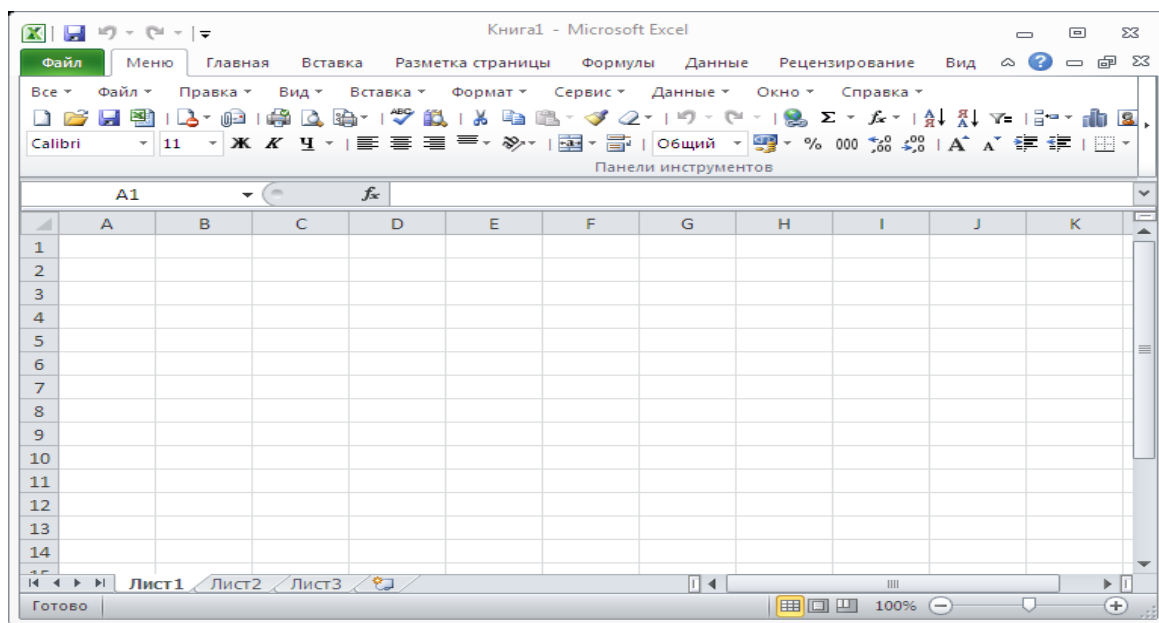 Книга1 - Microsoft Excel
Файл Меню Главная Вставка Разметка страницы Формулы Данные Рецензирование Вид
Все Файл Правка Вид Вставка Формат Сервис Данные Окно Справка
Calibri 11 Ж К Ч Общий % 000
Панели инструментов
A1 fx
A B C D E F G H I J K
1
2
3
4
5
6
7
8
9
10
11
12
13
14
Лист1 Лист2 Лист3
Готово 100%